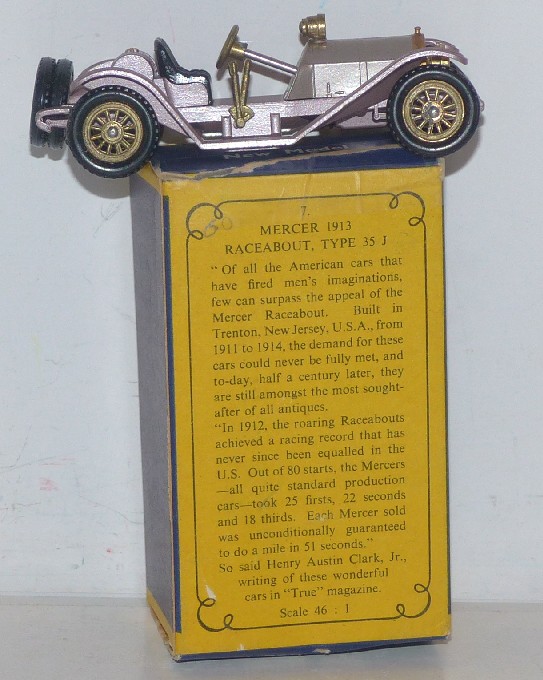 New Model
7.
MERCER 1913
RACEABOUT, TYPE 35 J
“Of all the American cars that
have fired men's imaginations,
few can surpass the appeal of the
Mercer Raceabout. Built in
Trenton, New Jersey, U.S.A., from
1911 to 1914, the demand for these
cars could never be fully met, and
to-day, half a century later, they
are still amongst the most sought-
after of all antiques.
“In 1912, the roaring Raceabouts
achieved a racing record that has
never since been equalled in the
U.S. Out of 80 starts, the Mercers
—all quite standard production
cars—took 25 firsts, 22 seconds
and 18 thirds. Each Mercer sold
was unconditionally guaranteed
to do a mile in 51 seconds.”
So said Henry Austin Clark, Jr.,
writing of these wonderful
cars in “True” magazine.
Scale 46 : 1